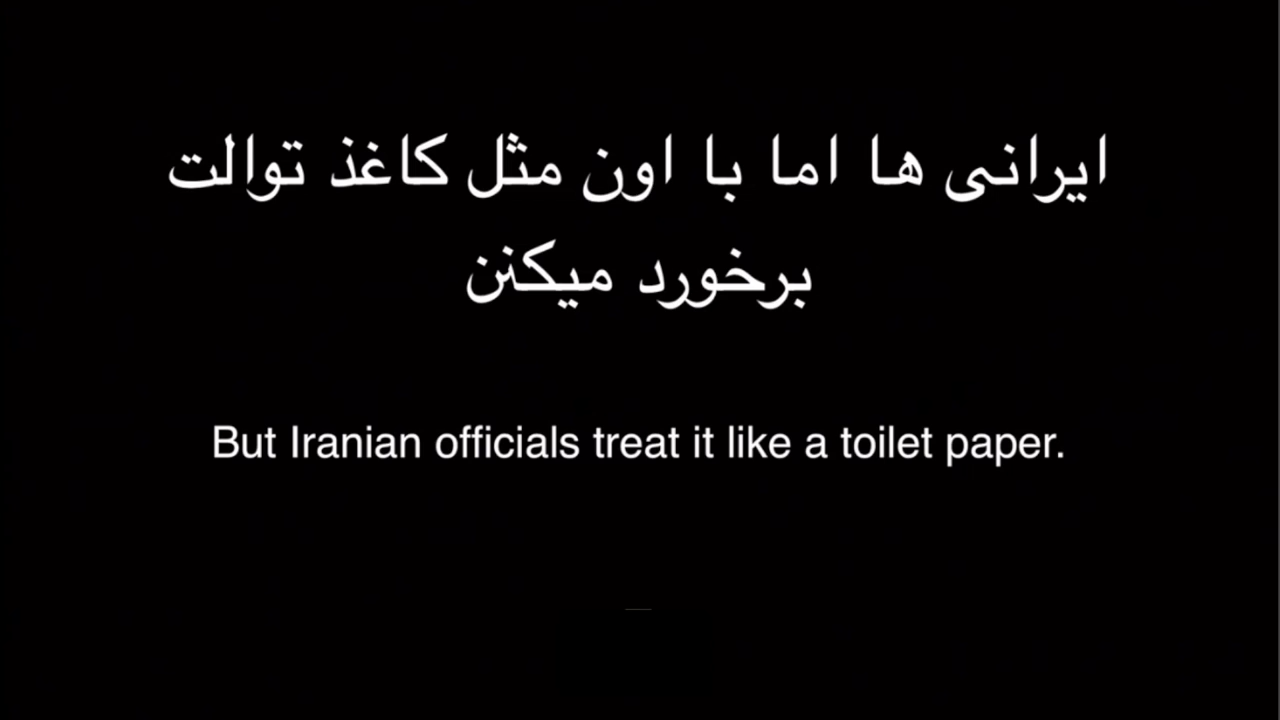 ایرانی ها اما با اون مثل کاغذ توالت
برخورد میکنن
But Iranian officials treat it like a toilet paper.